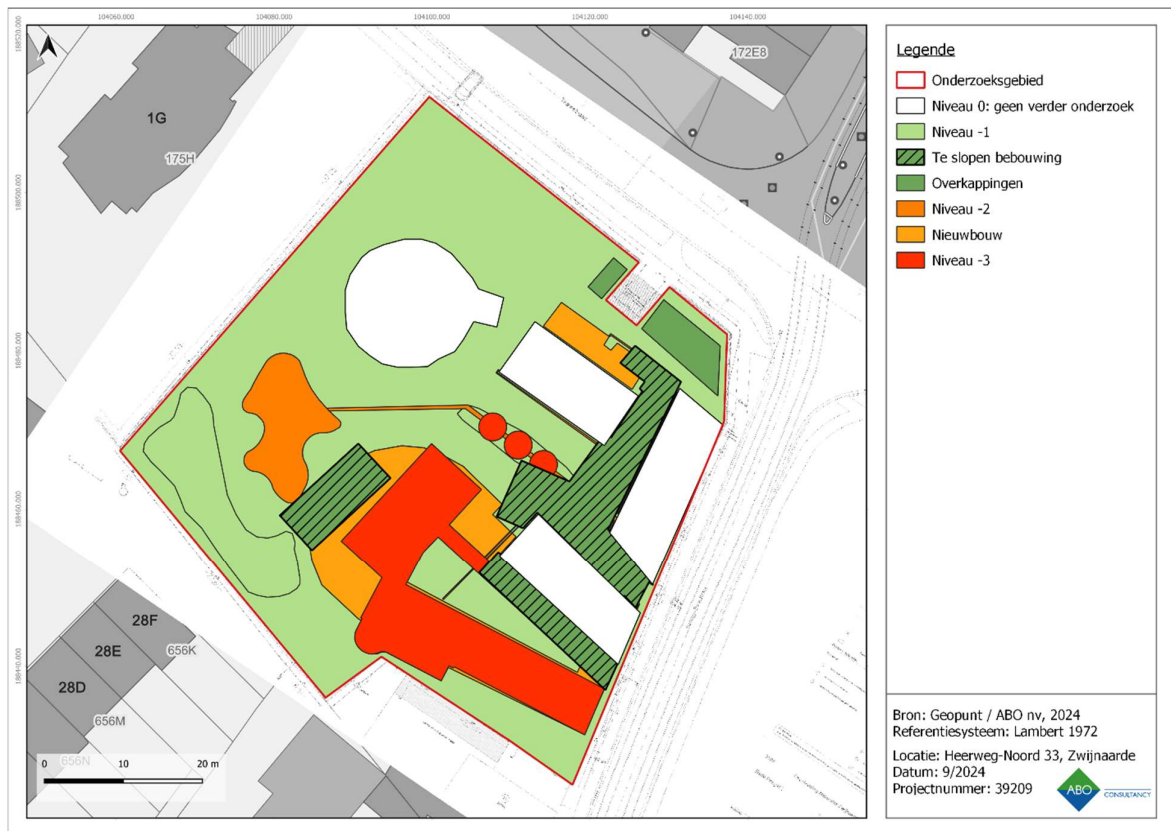 104060.000 104080.000 104100.000 104120.000 104140.000
188520.000
188500.000
188480.000
188460.000
188440.000
172E8
1G
175H
28F
656K
28E
28D
656M
656N
0 10 20 m
Legende
Onderzoeksgebied
Niveau 0: geen verder onderzoek
Niveau -1
Te slopen bebouwing
Overkappingen
Niveau -2
Nieuwbouw
Niveau -3
Bron: Geopunt / ABO nv, 2024
Referentiesysteem: Lambert 1972
Locatie: Heerweg-Noord 33, Zwijnaarde
Datum: 9/2024
Projectnummer: 39209
ABO CONSULTANCY